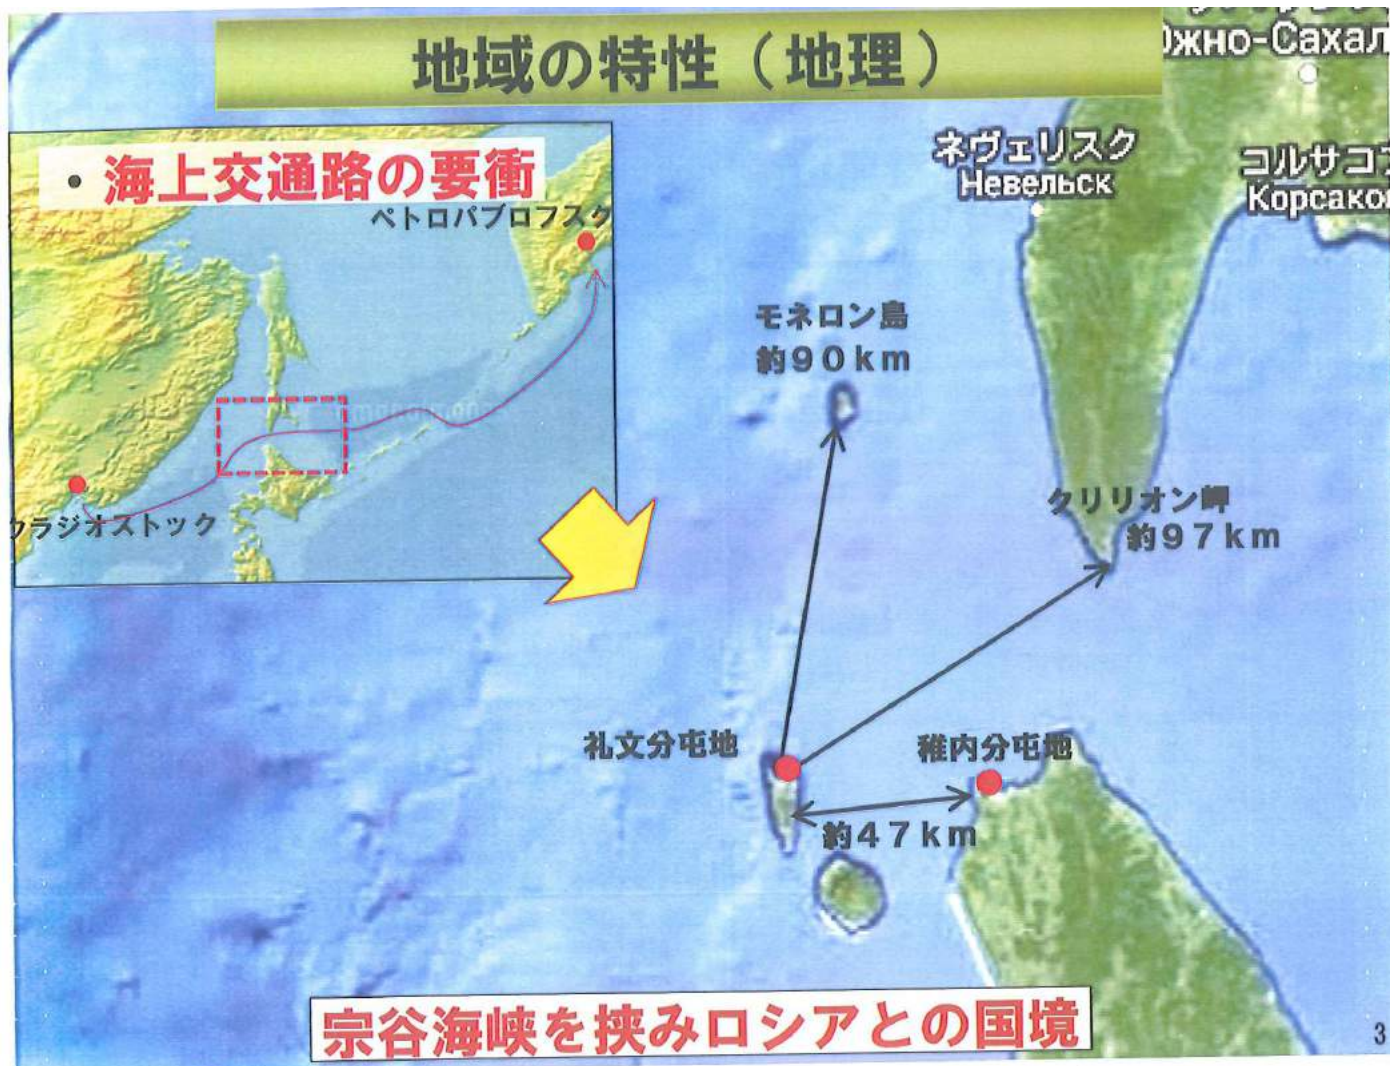 地域の特性（地理）
・海上交通路の要衝
ペトロパブロフスク
ウラジオストック
Южно-Сахал
ネヴェリスク
Невельск
コルサコフ
Корсаков
モネロン島
約90km
クリリオン岬
約97km
礼文分屯地
稚内分屯地
約47km
宗谷海峡を挟みロシアとの国境
3